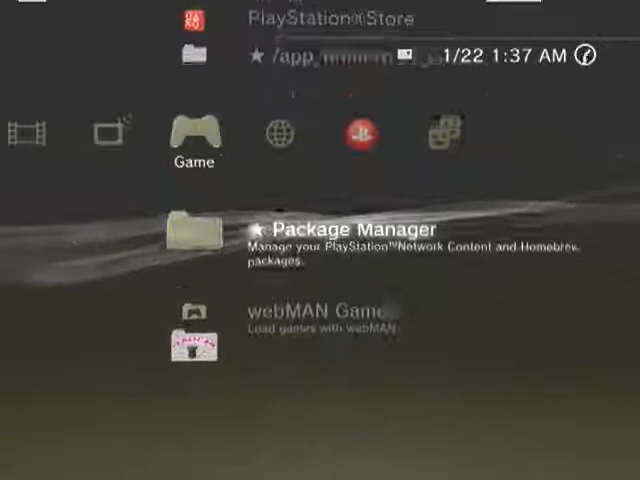 PlayStation®Store
★ /app_
1/22 1:37 AM
Game
★ Package Manager
Manage your PlayStation™Network Content and Homebrew
packages.
webMAN Games
Load games with webMAN